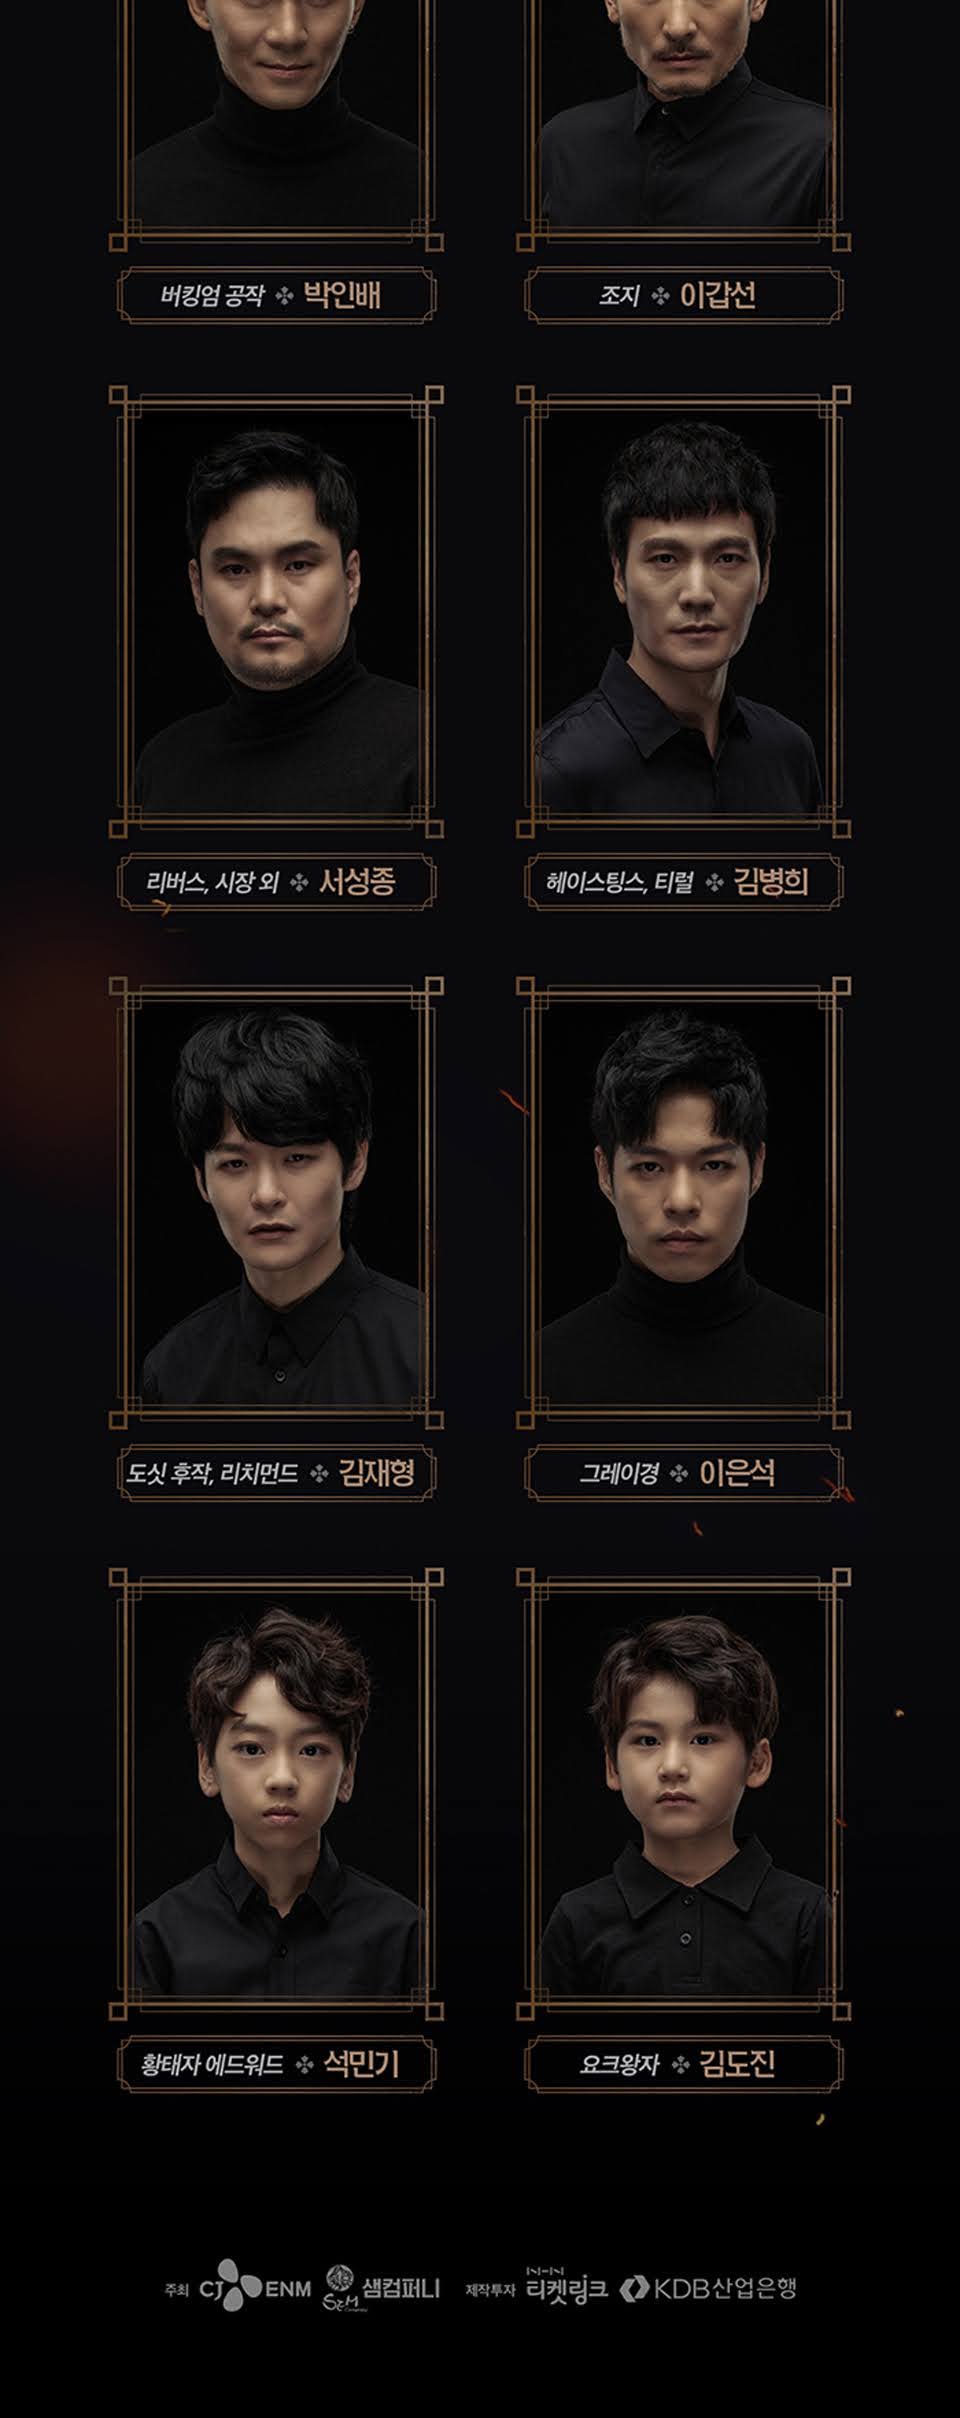 버킹엄 공작 박인배
조지 이갑선
리버스, 시장 외 서성종
헤이스팅스, 티럴 김병희
도싯 후작, 리치먼드 김재형
그레이경 이은석
황태자 에드워드 석민기
요크왕자 김도진
주최 CJ ENM SEM Company 샘컴퍼니 제작투자 NHN 티켓링크 KDB산업은행